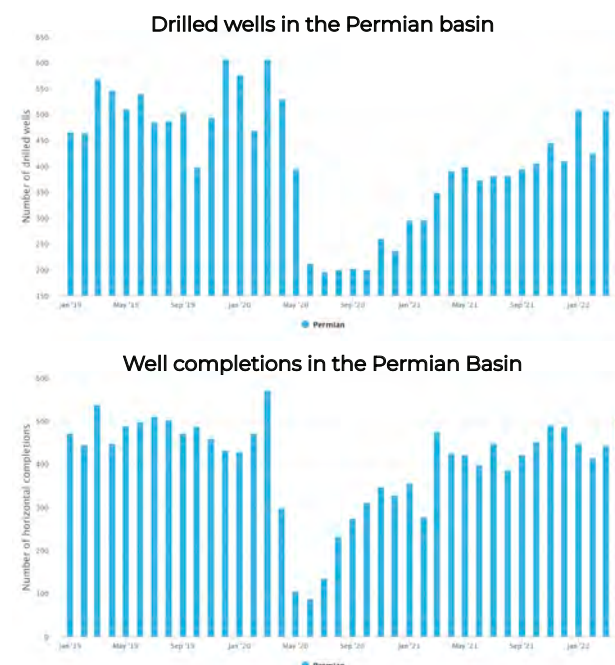 Drilled wells in the Permian basin
650
600
550
500
450
400
350
300
250
200
150
Number of drilled wells
Jan '19 May '19 Sep '19 Jan '20 May '20 Sep '20 Jan '21 May '21 Sep '21 Jan '22
Permian
Well completions in the Permian Basin
600
500
400
300
200
100
0
Number of horizontal completions
Jan '19 May '19 Sep '19 Jan '20 May '20 Sep '20 Jan '21 May '21 Sep '21 Jan '22
Permian